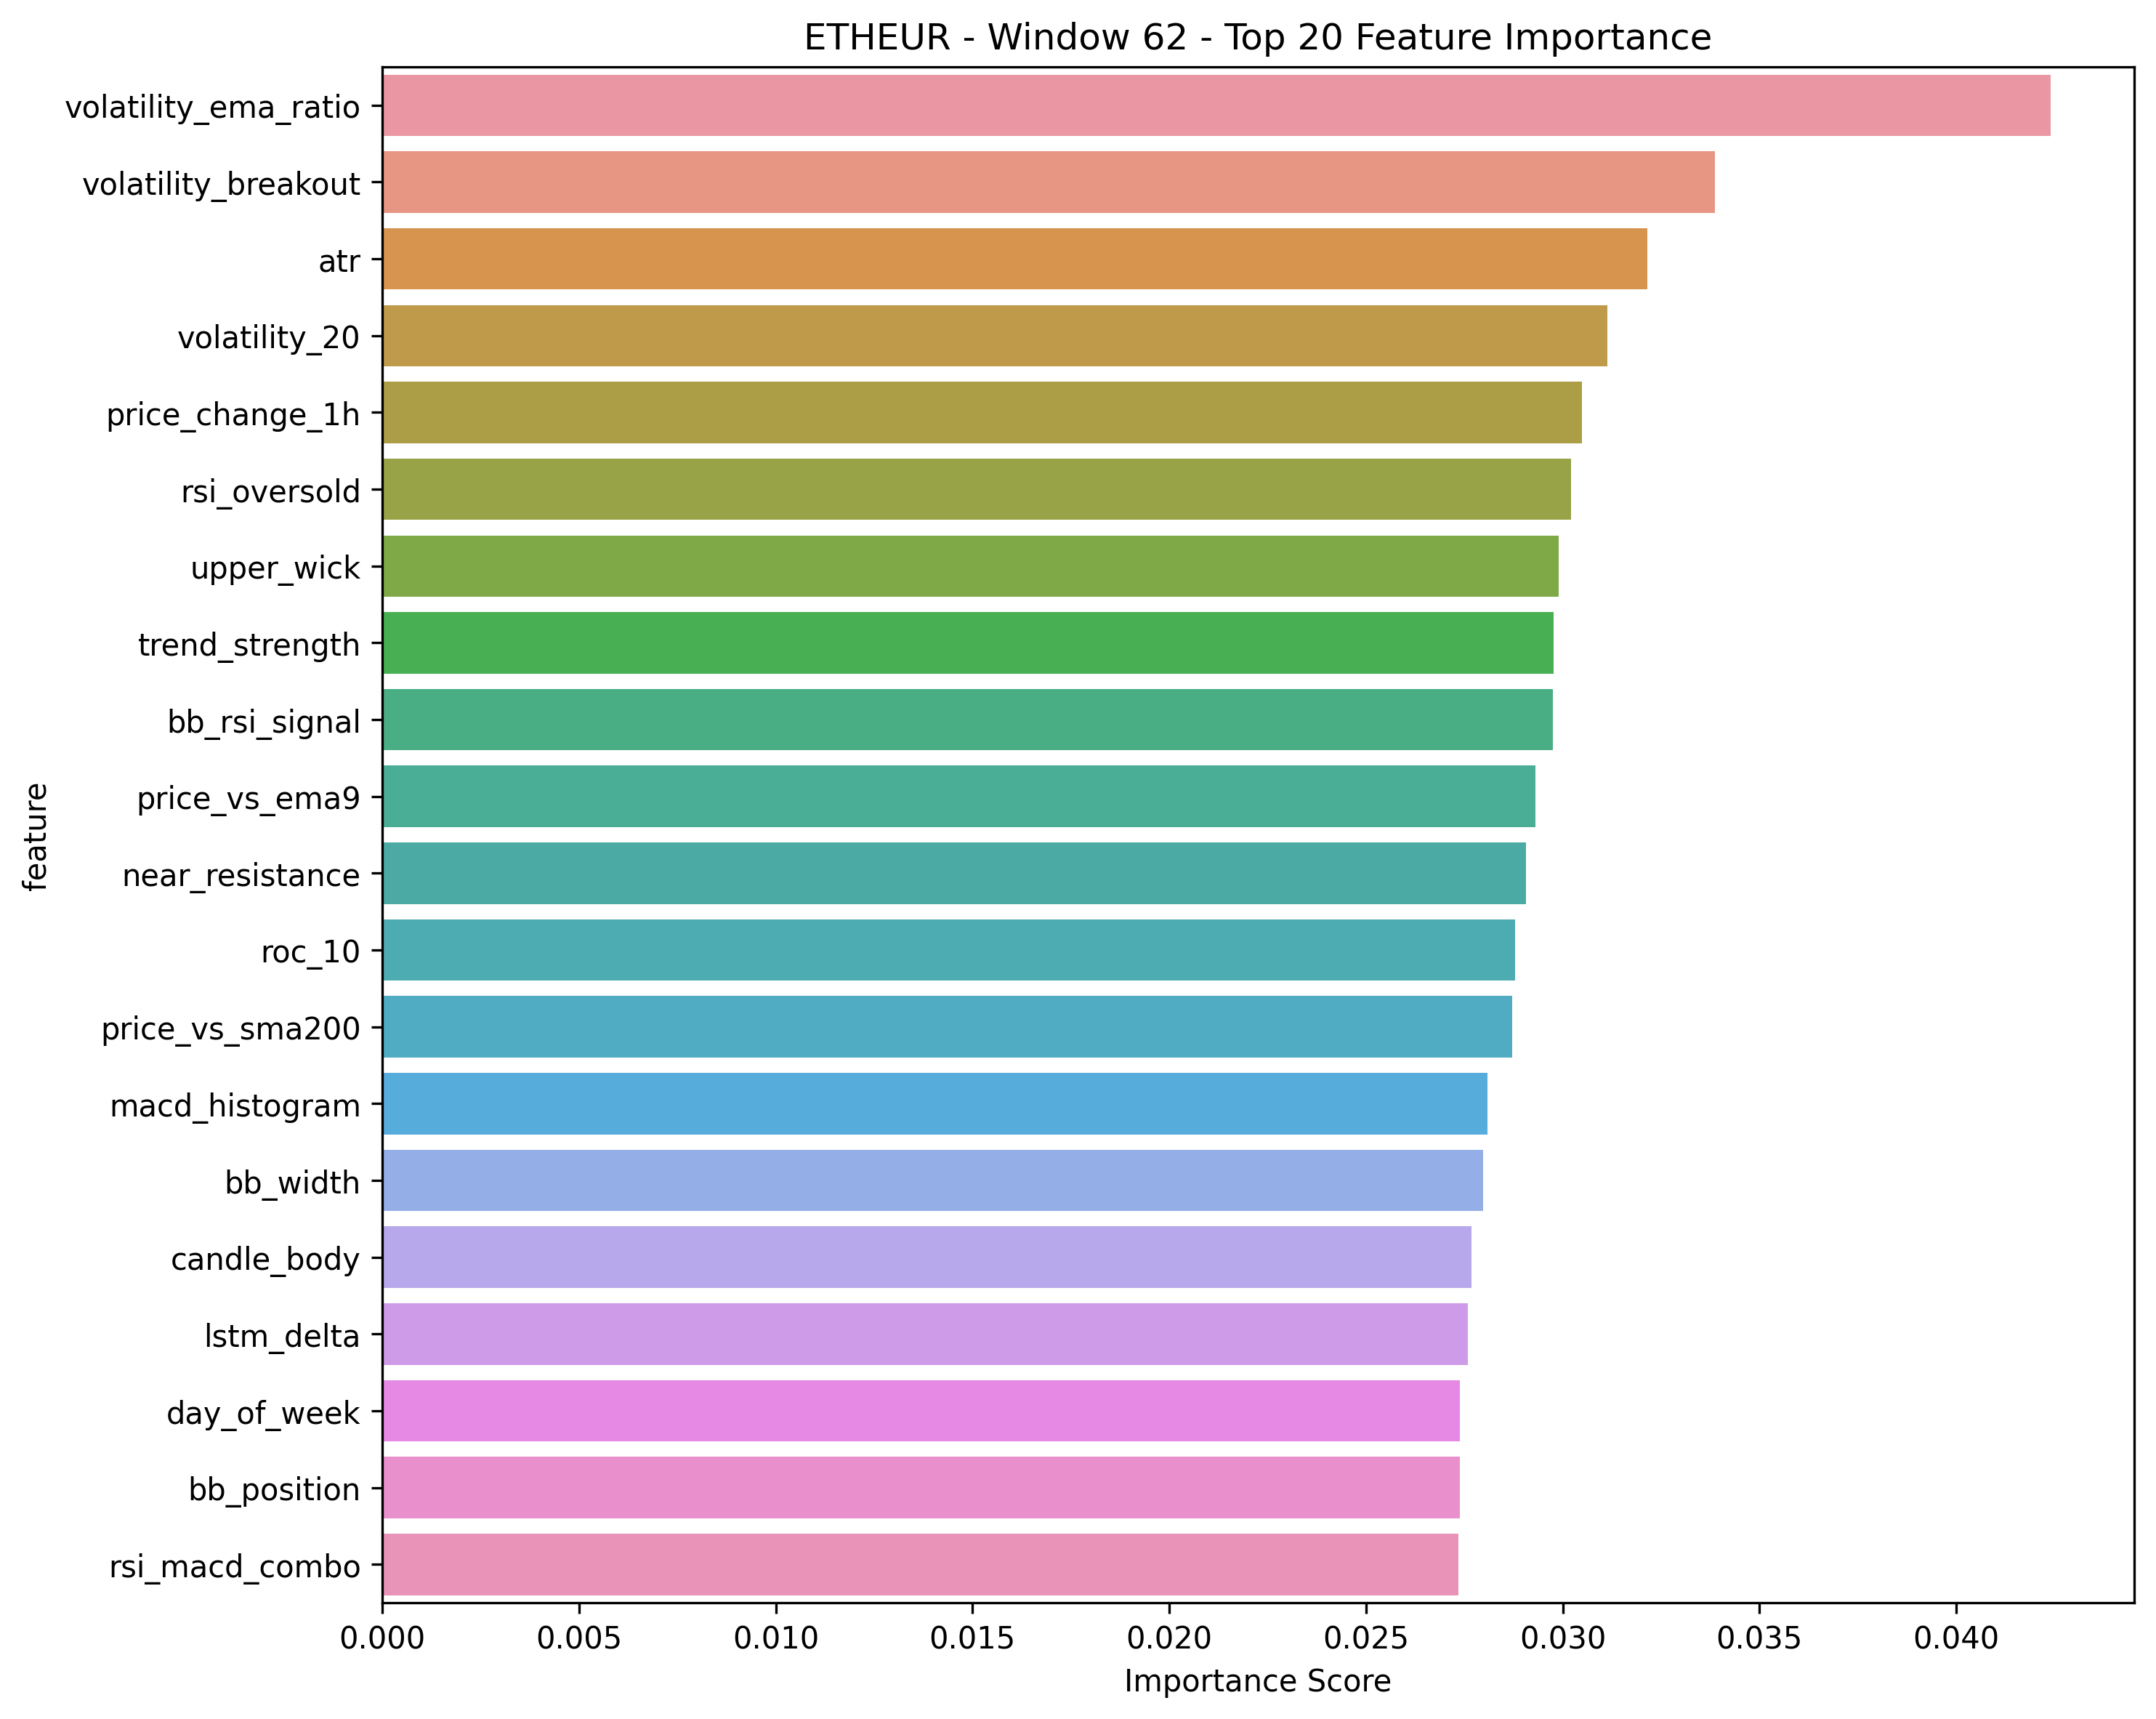 ETHEUR - Window 62 - Top 20 Feature Importance
volatility_ema_ratio
volatility_breakout
atr
volatility_20
price_change_1h
rsi_oversold
upper_wick
trend_strength
bb_rsi_signal
price_vs_ema9
near_resistance
roc_10
price_vs_sma200
macd_histogram
bb_width
candle_body
lstm_delta
day_of_week
bb_position
rsi_macd_combo
feature
0.000 0.005 0.010 0.015 0.020 0.025 0.030 0.035 0.040
Importance Score